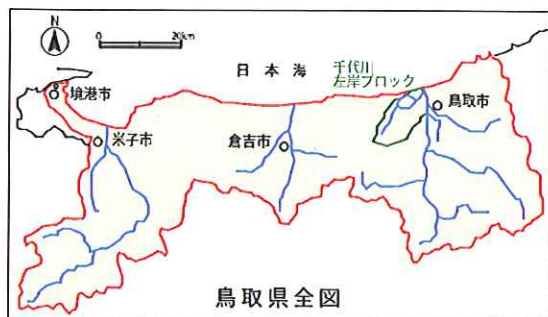 N
0 20km
日本海
千代川
左岸ブロック
境港市
鳥取市
米子市
倉吉市
鳥取県全図